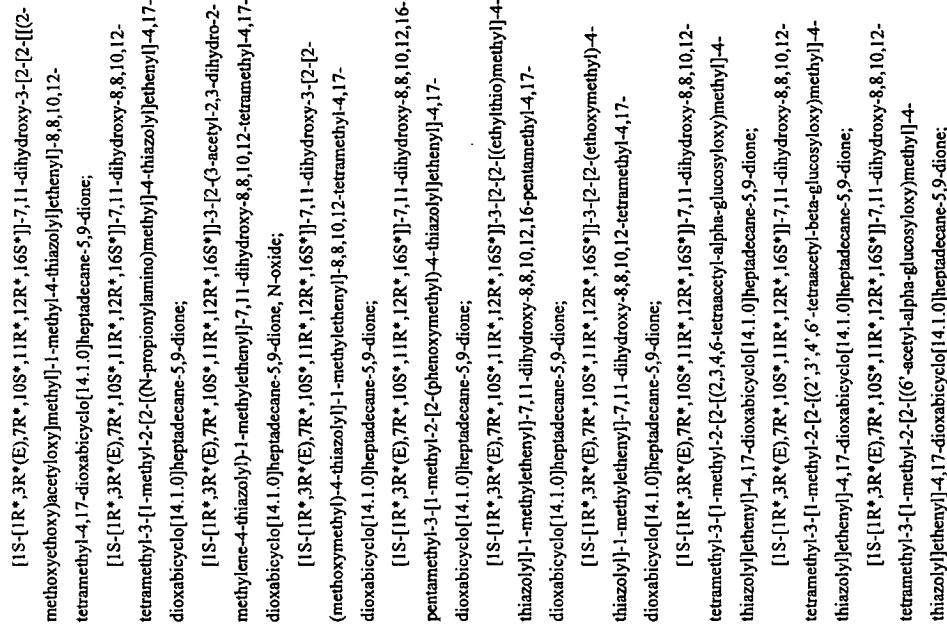 [1S-[1R*,3R*(E),7R*,10S*,11R*,12R*,16S*]]-7,11-dihydroxy-3-[2-[2-[[(2-
methoxyethoxy)acetyloxy]methyl]-1-methyl-4-thiazolyl]ethenyl]-8,8,10,12-
tetramethyl-4,17-dioxabicyclo[14.1.0]heptadecane-5,9-dione;
[1S-[1R*,3R*(E),7R*,10S*,11R*,12R*,16S*]]-7,11-dihydroxy-8,8,10,12-
tetramethyl-3-[1-methyl-2-[2-[(N-propionylamino)methyl]-4-thiazolyl]ethenyl]-4,17-
dioxabicyclo[14.1.0]heptadecane-5,9-dione;
[1S-[1R*,3R*(E),7R*,10S*,11R*,12R*,16S*]]-3-[2-(3-acetyl-2,3-dihydro-2-
methylene-4-thiazolyl)-1-methylethenyl]-7,11-dihydroxy-8,8,10,12-tetramethyl-4,17-
dioxabicyclo[14.1.0]heptadecane-5,9-dione, N-oxide;
[1S-[1R*,3R*(E),7R*,10S*,11R*,12R*,16S*]]-7,11-dihydroxy-3-[2-[2-
(methoxymethyl)-4-thiazolyl]-1-methylethenyl]-8,8,10,12-tetramethyl-4,17-
dioxabicyclo[14.1.0]heptadecane-5,9-dione;
[1S-[1R*,3R*(E),7R*,10S*,11R*,12R*,16S*]]-7,11-dihydroxy-8,8,10,12,16-
pentamethyl-3-[1-methyl-2-[2-(phenoxymethyl)-4-thiazolyl]ethenyl]-4,17-
dioxabicyclo[14.1.0]heptadecane-5,9-dione;
[1S-[1R*,3R*(E),7R*,10S*,11R*,12R*,16S*]]-3-[2-[2-[(ethylthio)methyl]-4-
thiazolyl]-1-methylethenyl]-7,11-dihydroxy-8,8,10,12,16-pentamethyl-4,17-
dioxabicyclo[14.1.0]heptadecane-5,9-dione;
[1S-[1R*,3R*(E),7R*,10S*,11R*,12R*,16S*]]-3-[2-[2-(ethoxymethyl)-4-
thiazolyl]-1-methylethenyl]-7,11-dihydroxy-8,8,10,12-tetramethyl-4,17-
dioxabicyclo[14.1.0]heptadecane-5,9-dione;
[1S-[1R*,3R*(E),7R*,10S*,11R*,12R*,16S*]]-7,11-dihydroxy-8,8,10,12-
tetramethyl-3-[1-methyl-2-[2-[(2,3,4,6-tetraacetyl-alpha-glucosyloxy)methyl]-4-
thiazolyl]ethenyl]-4,17-dioxabicyclo[14.1.0]heptadecane-5,9-dione;
[1S-[1R*,3R*(E),7R*,10S*,11R*,12R*,16S*]]-7,11-dihydroxy-8,8,10,12-
tetramethyl-3-[1-methyl-2-[2-[(2',3',4',6'-tetraacetyl-beta-glucosyloxy)methyl]-4-
thiazolyl]ethenyl]-4,17-dioxabicyclo[14.1.0]heptadecane-5,9-dione;
[1S-[1R*,3R*(E),7R*,10S*,11R*,12R*,16S*]]-7,11-dihydroxy-8,8,10,12-
tetramethyl-3-[1-methyl-2-[2-[(6'-acetyl-alpha-glucosyloxy)methyl]-4-
thiazolyl]ethenyl]-4,17-dioxabicyclo[14.1.0]heptadecane-5,9-dione;